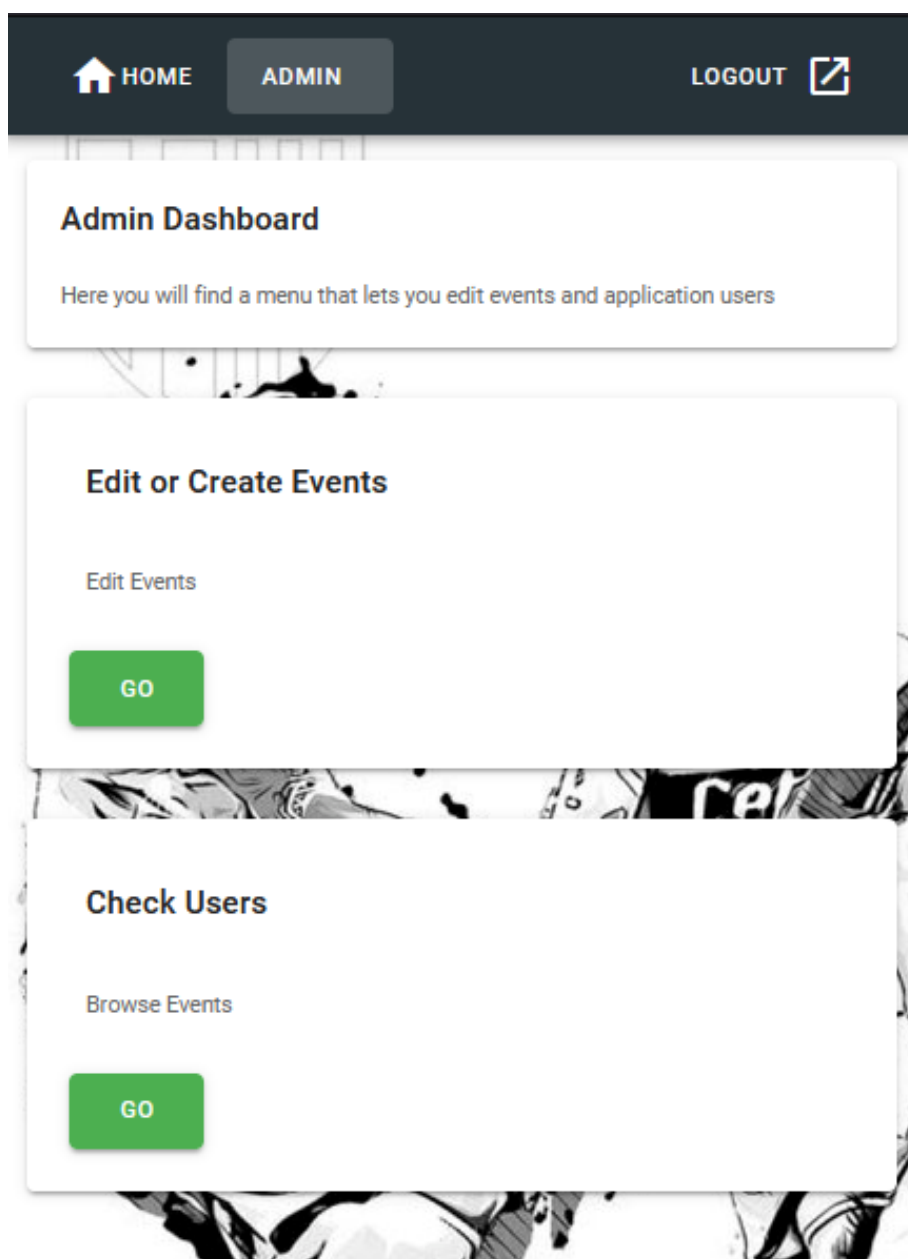 HOME ADMIN LOGOUT
Admin Dashboard
Here you will find a menu that lets you edit events and application users
Edit or Create Events
Edit Events
GO
Check Users
Browse Events
GO